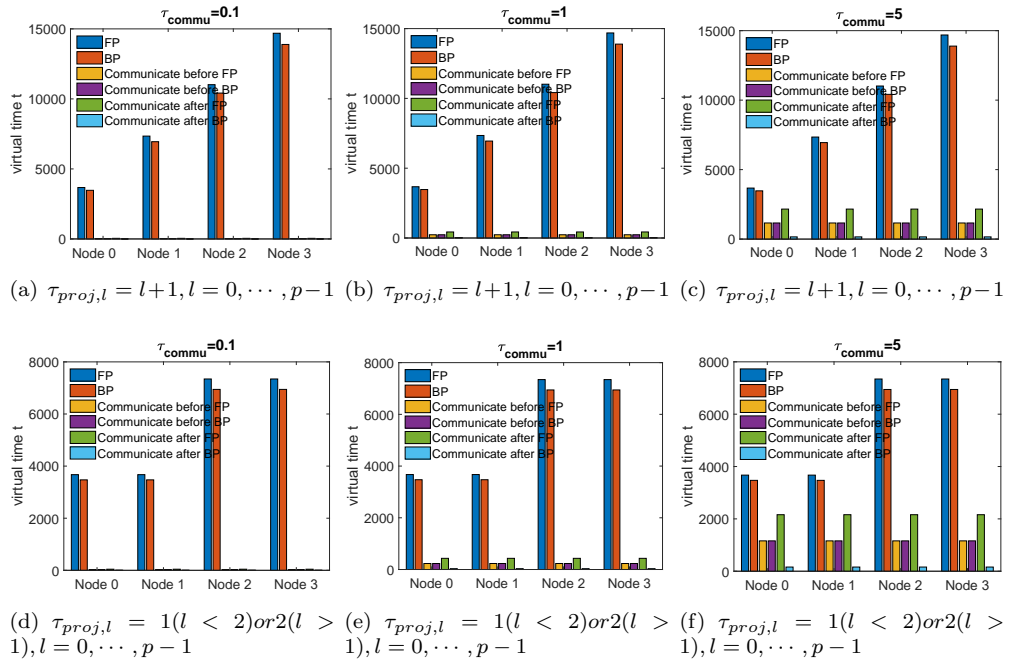 τcommu=0.1
15000
10000
5000
0
virtual time t
FP
BP
Communicate before FP
Communicate before BP
Communicate after FP
Communicate after BP
Node 0 Node 1 Node 2 Node 3
(a) τproj,l = l+1, l = 0, ⋯ , p−1
τcommu=1
15000
10000
5000
0
virtual time t
FP
BP
Communicate before FP
Communicate before BP
Communicate after FP
Communicate after BP
Node 0 Node 1 Node 2 Node 3
(b) τproj,l = l+1, l = 0, ⋯ , p−1
τcommu=5
15000
10000
5000
0
virtual time t
FP
BP
Communicate before FP
Communicate before BP
Communicate after FP
Communicate after BP
Node 0 Node 1 Node 2 Node 3
(c) τproj,l = l+1, l = 0, ⋯ , p−1
τcommu=0.1
8000
6000
4000
2000
0
virtual time t
FP
BP
Communicate before FP
Communicate before BP
Communicate after FP
Communicate after BP
Node 0 Node 1 Node 2 Node 3
(d) τproj,l = 1(l < 2)or2(l >
1), l = 0, ⋯ , p − 1
τcommu=1
8000
6000
4000
2000
0
virtual time t
FP
BP
Communicate before FP
Communicate before BP
Communicate after FP
Communicate after BP
Node 0 Node 1 Node 2 Node 3
(e) τproj,l = 1(l < 2)or2(l >
1), l = 0, ⋯ , p − 1
τcommu=5
8000
6000
4000
2000
0
virtual time t
FP
BP
Communicate before FP
Communicate before BP
Communicate after FP
Communicate after BP
Node 0 Node 1 Node 2 Node 3
(f) τproj,l = 1(l < 2)or2(l >
1), l = 0, ⋯ , p − 1